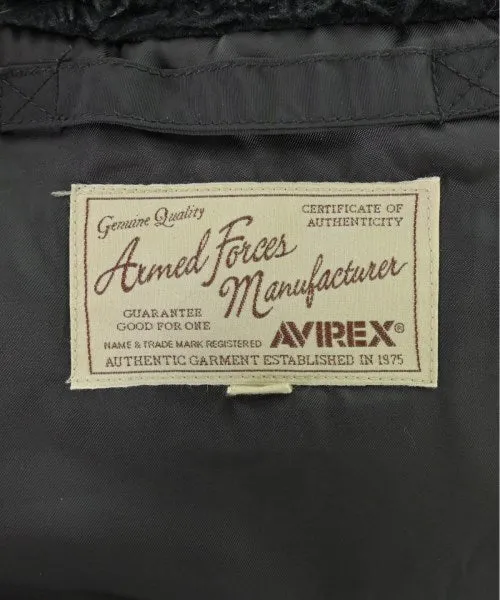 Genuine Quality
CERTIFICATE OF
AUTHENTICITY
Armed Forces
Manufacturer
GUARANTEE
GOOD FOR ONE
NAME & TRADE MARK REGISTERED
AVIREX®
AUTHENTIC GARMENT ESTABLISHED IN 1975